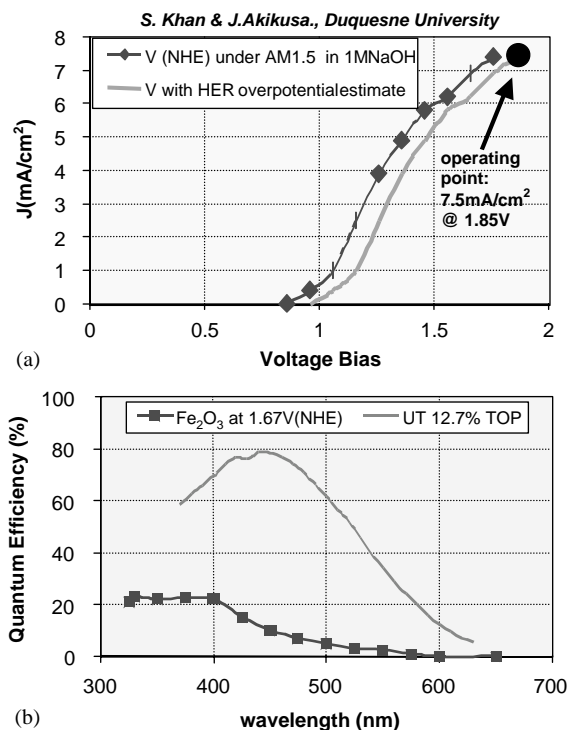 S. Khan & J.Akikusa., Duquesne University
8
7
6
5
4
3
2
1
0
J(mA/cm²)
V (NHE) under AM1.5 in 1MNaOH
V with HER overpotentialestimate
operating
point:
7.5mA/cm²
@ 1.85V
0
0.5
1
1.5
2
(a)
Voltage Bias
100
80
60
40
20
0
Quantum Efficiency (%)
Fe₂O₃ at 1.67V(NHE)
UT 12.7% TOP
300
400
500
600
700
(b)
wavelength (nm)